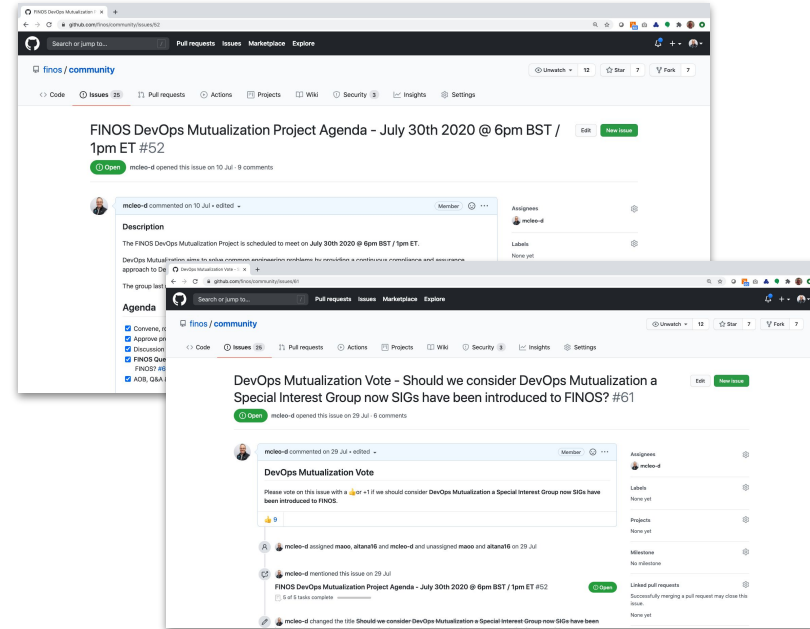 FINOS DevOps Mutualization P
github.com/finos/community/issues/52
Search or jump to...
Pull requests Issues Marketplace Explore
finos / community
Unwatch 12 Star 7 Fork 7
Code Issues 25 Pull requests Actions Projects Wiki Security 3 Insights Settings
FINOS DevOps Mutualization Project Agenda - July 30th 2020 @ 6pm BST /
1pm ET #52
Edit New issue
Open mcleo-d opened this issue on 10 Jul · 9 comments
mcleo-d commented on 10 Jul • edited
Member
Description
The FINOS DevOps Mutualization Project is scheduled to meet on July 30th 2020 @ 6pm BST / 1pm ET.
DevOps Mutualization aims to solve common engineering problems by providing a continuous compliance and assurance
approach to De
The group last
Agenda
Convene, ro
Approve pr
Discussion
FINOS Que
FINOS? #6
AOB, Q&A &
Assignees
mcleo-d
Labels
None yet
DevOps Mutualization Vote - S
github.com/finos/community/issues/61
Search or jump to...
Pull requests Issues Marketplace Explore
finos / community
Unwatch 12 Star 7 Fork 7
Code Issues 25 Pull requests Actions Projects Wiki Security 3 Insights Settings
DevOps Mutualization Vote - Should we consider DevOps Mutualization a
Special Interest Group now SIGs have been introduced to FINOS? #61
Edit New issue
Open mcleo-d opened this issue on 29 Jul · 6 comments
mcleo-d commented on 29 Jul • edited
Member
DevOps Mutualization Vote
Please vote on this issue with a 👍 or +1 if we should consider DevOps Mutualization a Special Interest Group now SIGs have
been introduced to FINOS.
👍 9
mcleo-d assigned maoo, aitana16 and mcleo-d and unassigned maoo and aitana16 on 29 Jul
mcleo-d mentioned this issue on 29 Jul
FINOS DevOps Mutualization Project Agenda - July 30th 2020 @ 6pm BST / 1pm ET #52
Open
5 of 5 tasks complete
mcleo-d changed the title Should we consider DevOps Mutualization a Special Interest Group now SIGs have been
Assignees
mcleo-d
Labels
None yet
Projects
None yet
Milestone
No milestone
Linked pull requests
Successfully merging a pull request may close this
issue.
None yet